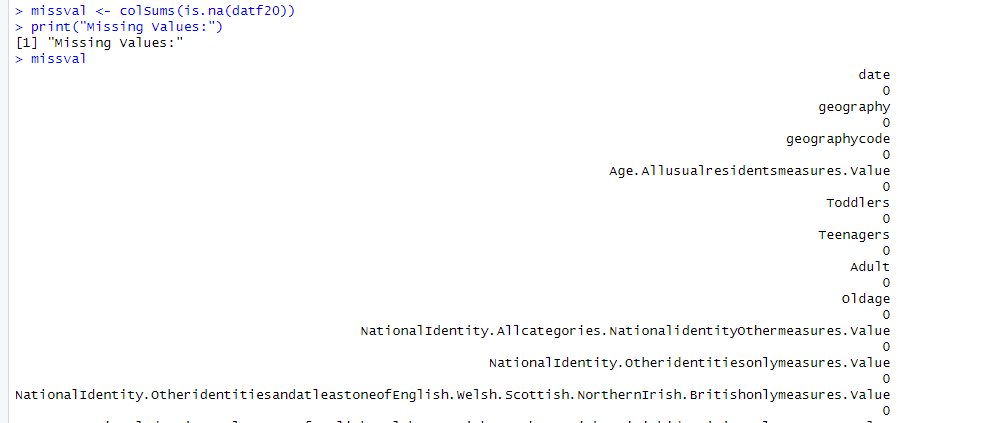 > missval <- colSums(is.na(datf20))
> print("Missing Values:")
[1] "Missing Values:"
> missval
date
0
geography
0
geographycode
0
Age.Allusualresidentsmeasures.Value
0
Toddlers
0
Teenagers
0
Adult
0
Oldage
0
NationalIdentity.Allcategories.NationalidentityOthermeasures.Value
0
NationalIdentity.Otheridentitiesonlymeasures.Value
0
NationalIdentity.OtheridentitiesandatleastoneofEnglish.Welsh.Scottish.NorthernIrish.Britishonlymeasures.Value
0